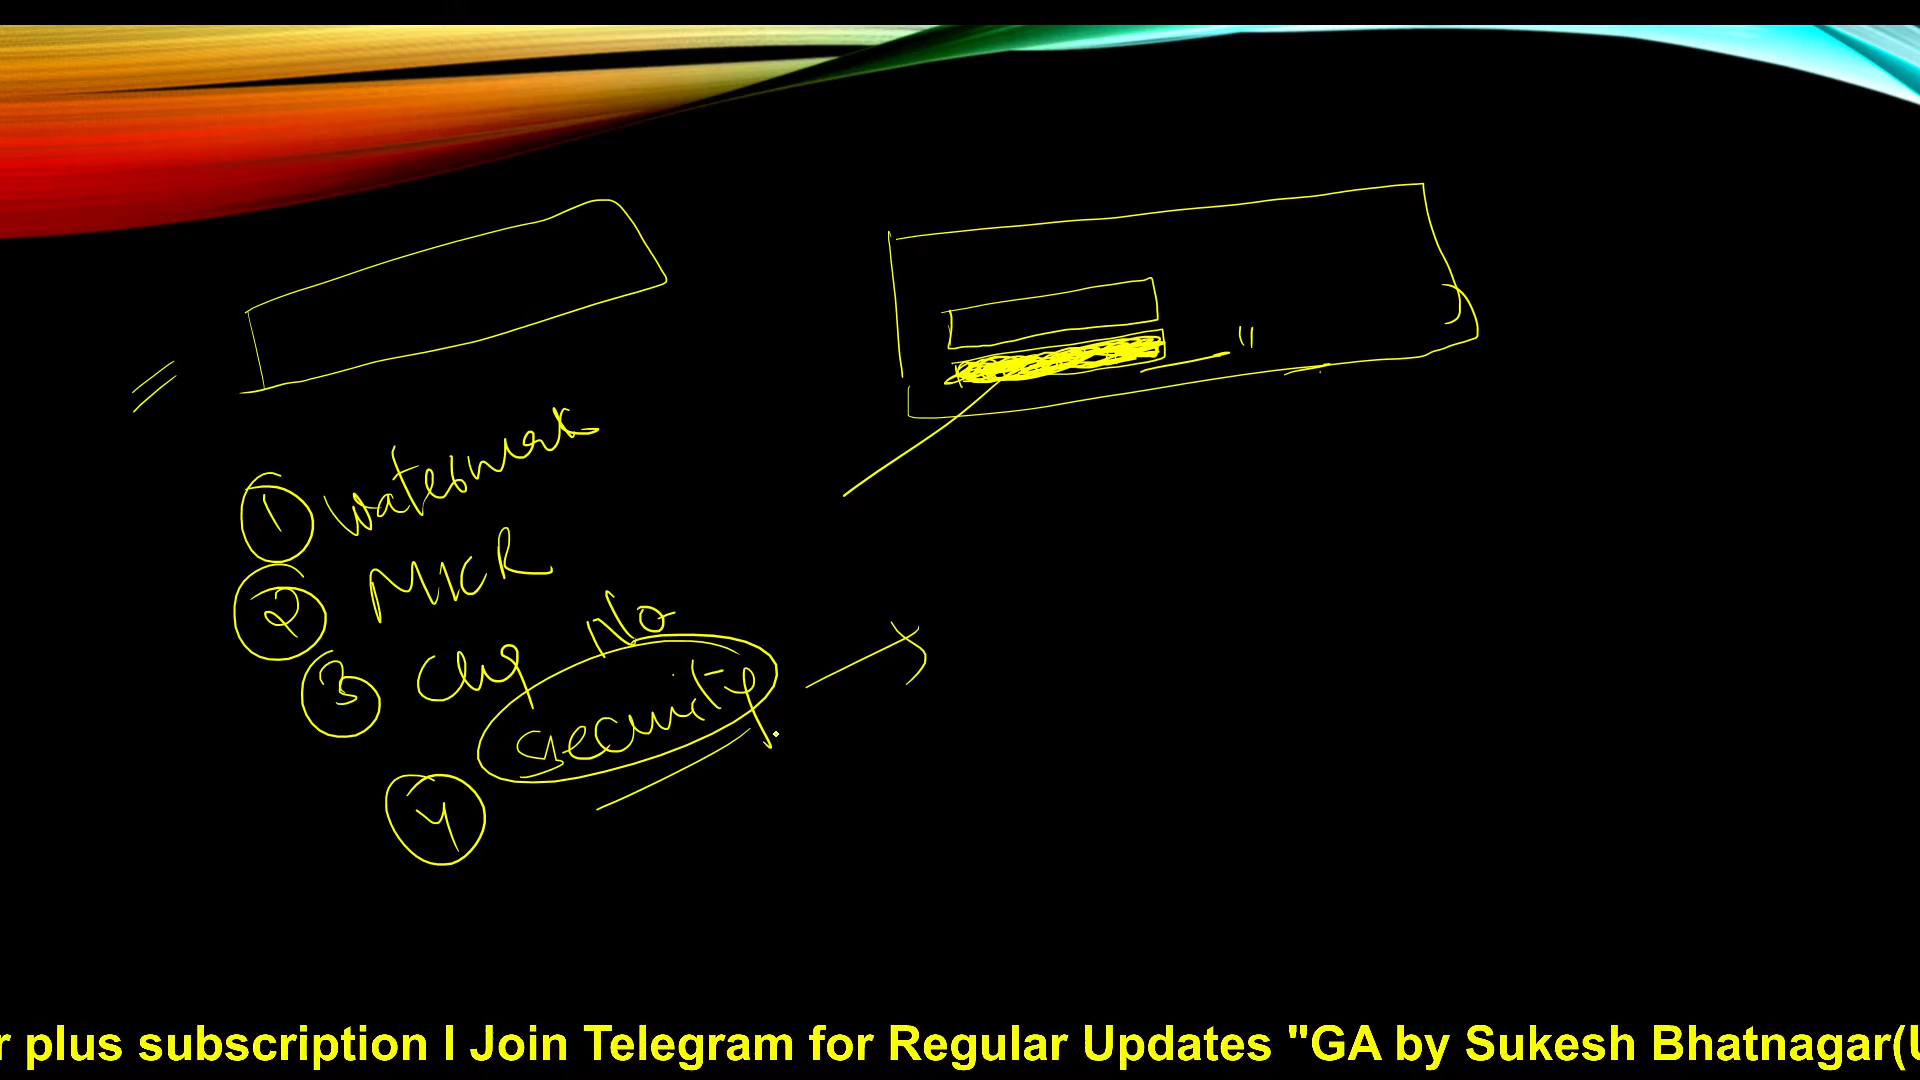 1 Watermark
2 MICR
3 Chq No
4 security
r plus subscription I Join Telegram for Regular Updates "GA by Sukesh Bhatnagar(U